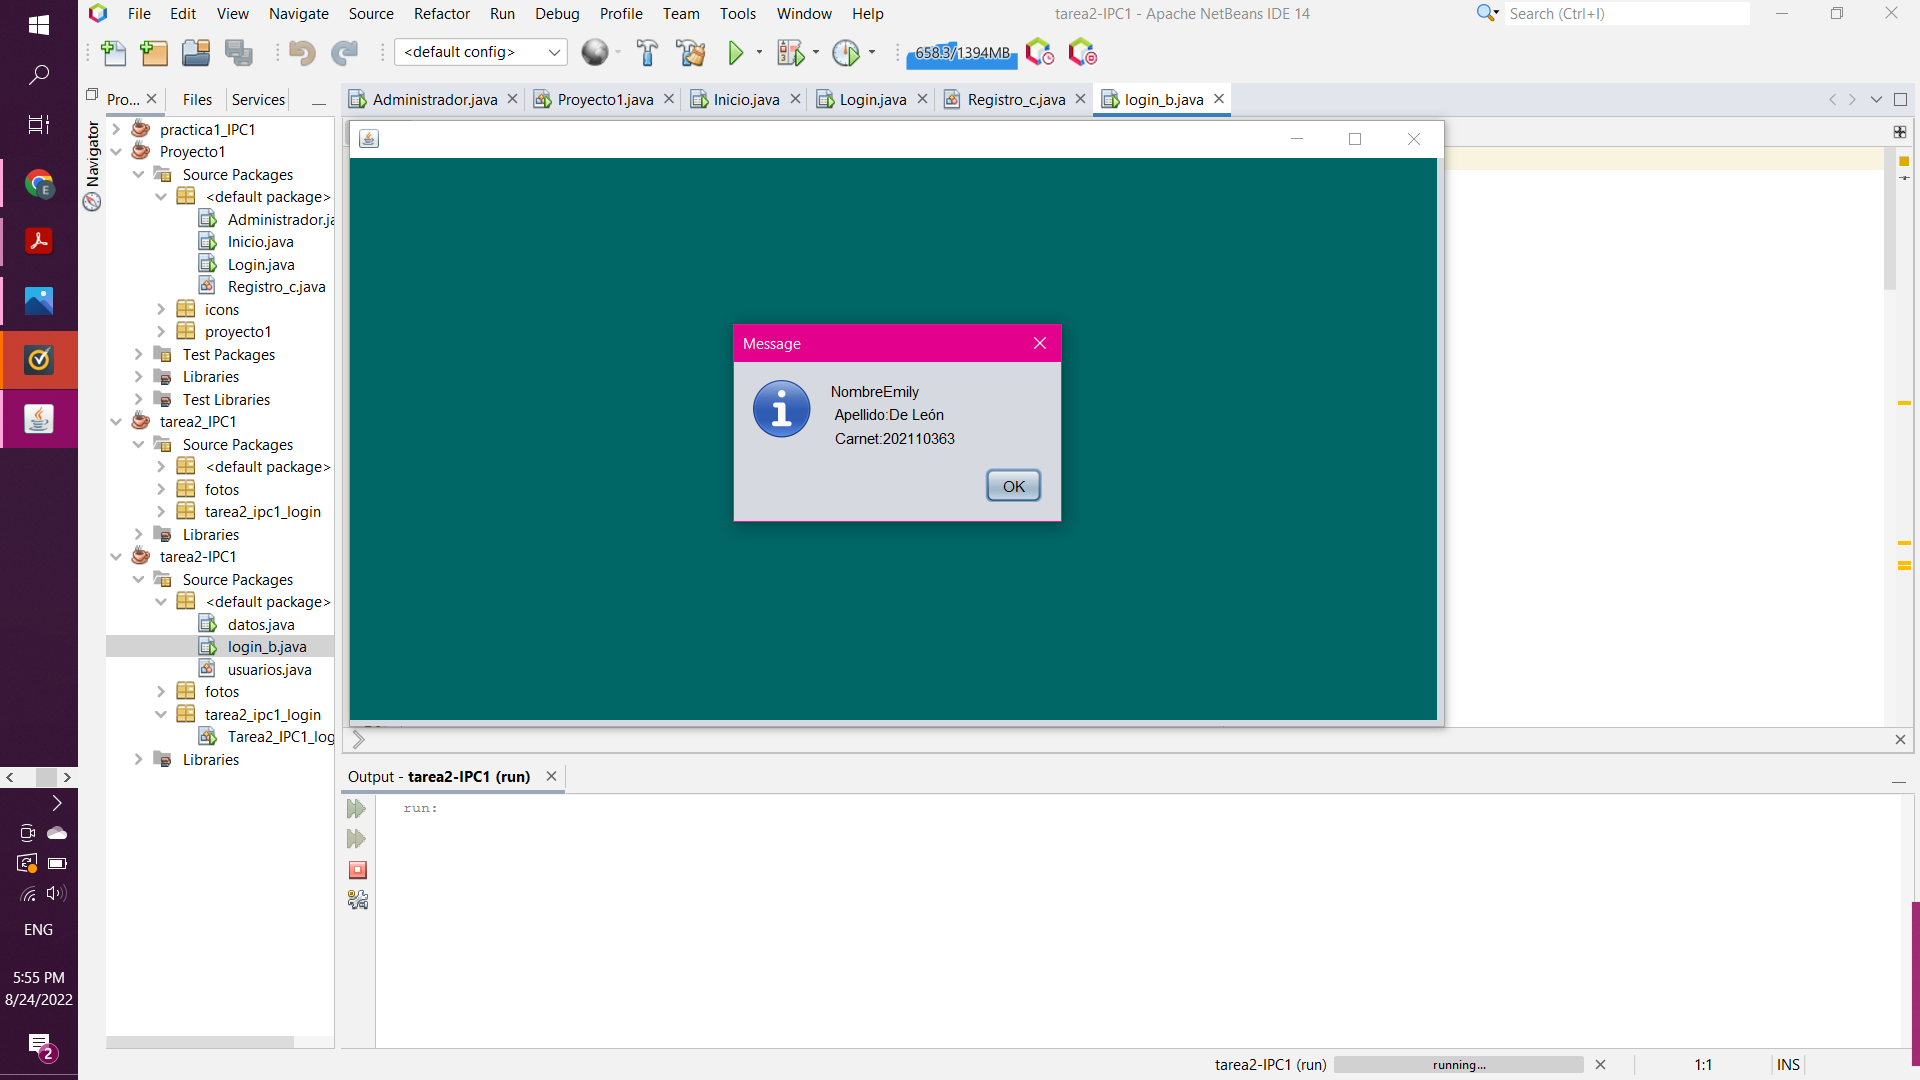 File Edit View Navigate Source Refactor Run Debug Profile Team Tools Window Help
tarea2-IPC1 - Apache NetBeans IDE 14
Search (Ctrl+I)
<default config>
658.3/1394MB
Pro... Files Services
Administrador.java Proyecto1.java Inicio.java Login.java Registro_c.java login_b.java
Navigator
practica1_IPC1
Proyecto1
Source Packages
<default package>
Administrador.ja
Inicio.java
Login.java
Registro_c.java
icons
proyecto1
Test Packages
Libraries
Test Libraries
tarea2_IPC1
Source Packages
<default package>
fotos
tarea2_ipc1_login
Libraries
tarea2-IPC1
Source Packages
<default package>
datos.java
login_b.java
usuarios.java
fotos
tarea2_ipc1_login
Tarea2_IPC1_log
Libraries
Message
NombreEmily
Apellido:De León
Carnet:202110363
OK
Output - tarea2-IPC1 (run)
run:
ENG
5:55 PM
8/24/2022
2
tarea2-IPC1 (run)
running...
1:1
INS